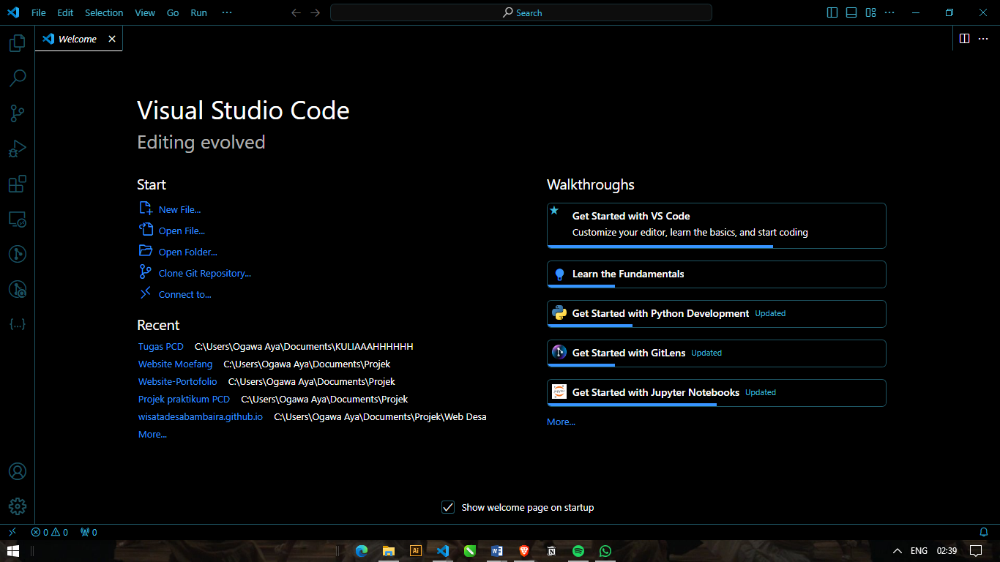 File Edit Selection View Go Run ···
Search
Welcome
Visual Studio Code
Editing evolved
Start
New File...
Open File...
Open Folder...
Clone Git Repository...
Connect to...
Recent
Tugas PCD C:\Users\Ogawa Aya\Documents\KULIAAAHHHHHH
Website Moefang C:\Users\Ogawa Aya\Documents\Projek
Website-Portofolio C:\Users\Ogawa Aya\Documents\Projek
Projek praktikum PCD C:\Users\Ogawa Aya\Documents\Projek
wisatadesabambaira.github.io C:\Users\Ogawa Aya\Documents\Projek\Web Desa
More...
Walkthroughs
Get Started with VS Code
Customize your editor, learn the basics, and start coding
Learn the Fundamentals
Get Started with Python Development Updated
Get Started with GitLens Updated
Get Started with Jupyter Notebooks Updated
More...
Show welcome page on startup
0 0 0
Ai
ENG 02:39